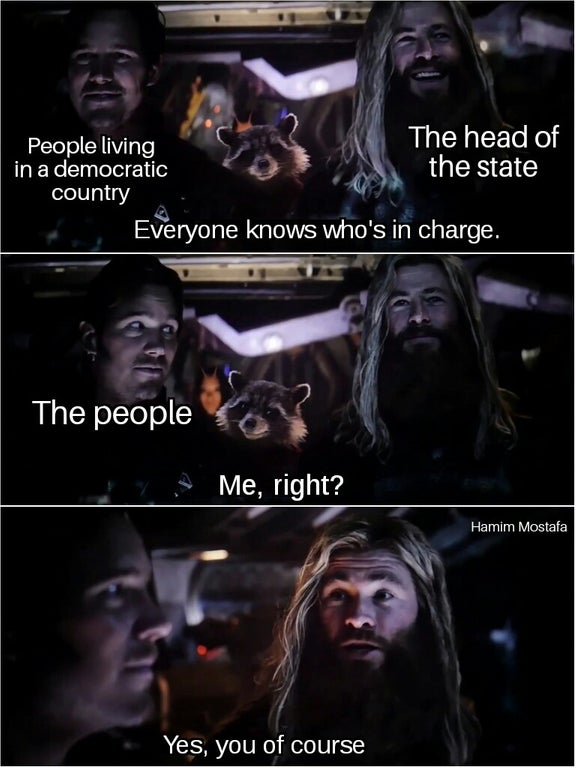 People living
in a democratic
country
The head of
the state
Everyone knows who's in charge.
The people
Me, right?
Hamim Mostafa
Yes, you of course